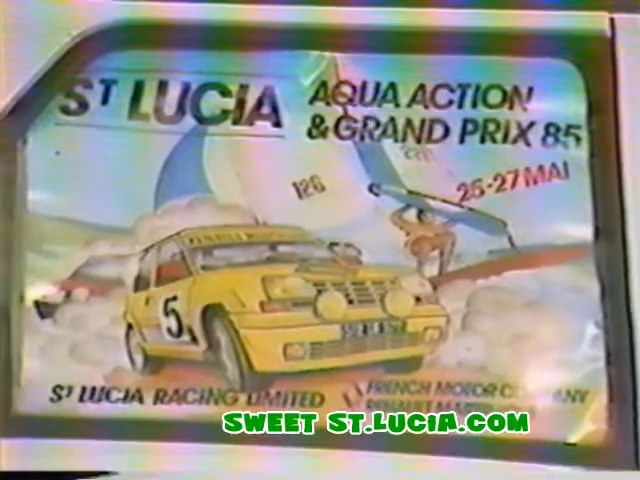 ST LUCIA
AQUA ACTION
& GRAND PRIX 85
25-27 MAI
5
ST LUCIA RACING LIMITED
FRENCH MOTOR COMPANY
SWEET ST.LUCIA.COM